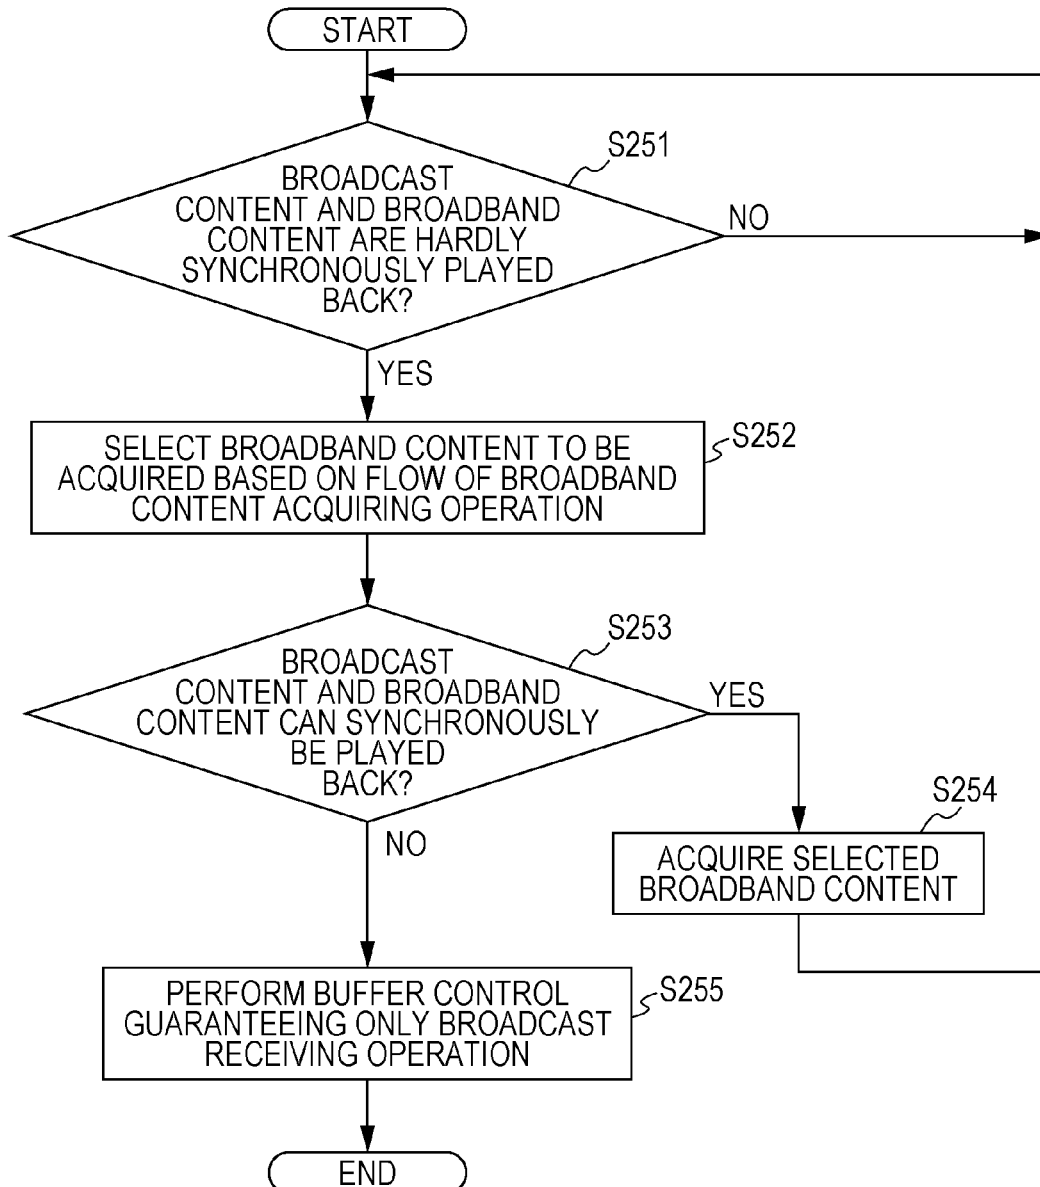 START
S251
BROADCAST
CONTENT AND BROADBAND
CONTENT ARE HARDLY
SYNCHRONOUSLY PLAYED
BACK?
NO
YES
S252
SELECT BROADBAND CONTENT TO BE
ACQUIRED BASED ON FLOW OF BROADBAND
CONTENT ACQUIRING OPERATION
S253
BROADCAST
CONTENT AND BROADBAND
CONTENT CAN SYNCHRONOUSLY
BE PLAYED
BACK?
YES
NO
S254
ACQUIRE SELECTED
BROADBAND CONTENT
S255
PERFORM BUFFER CONTROL
GUARANTEEING ONLY BROADCAST
RECEIVING OPERATION
END